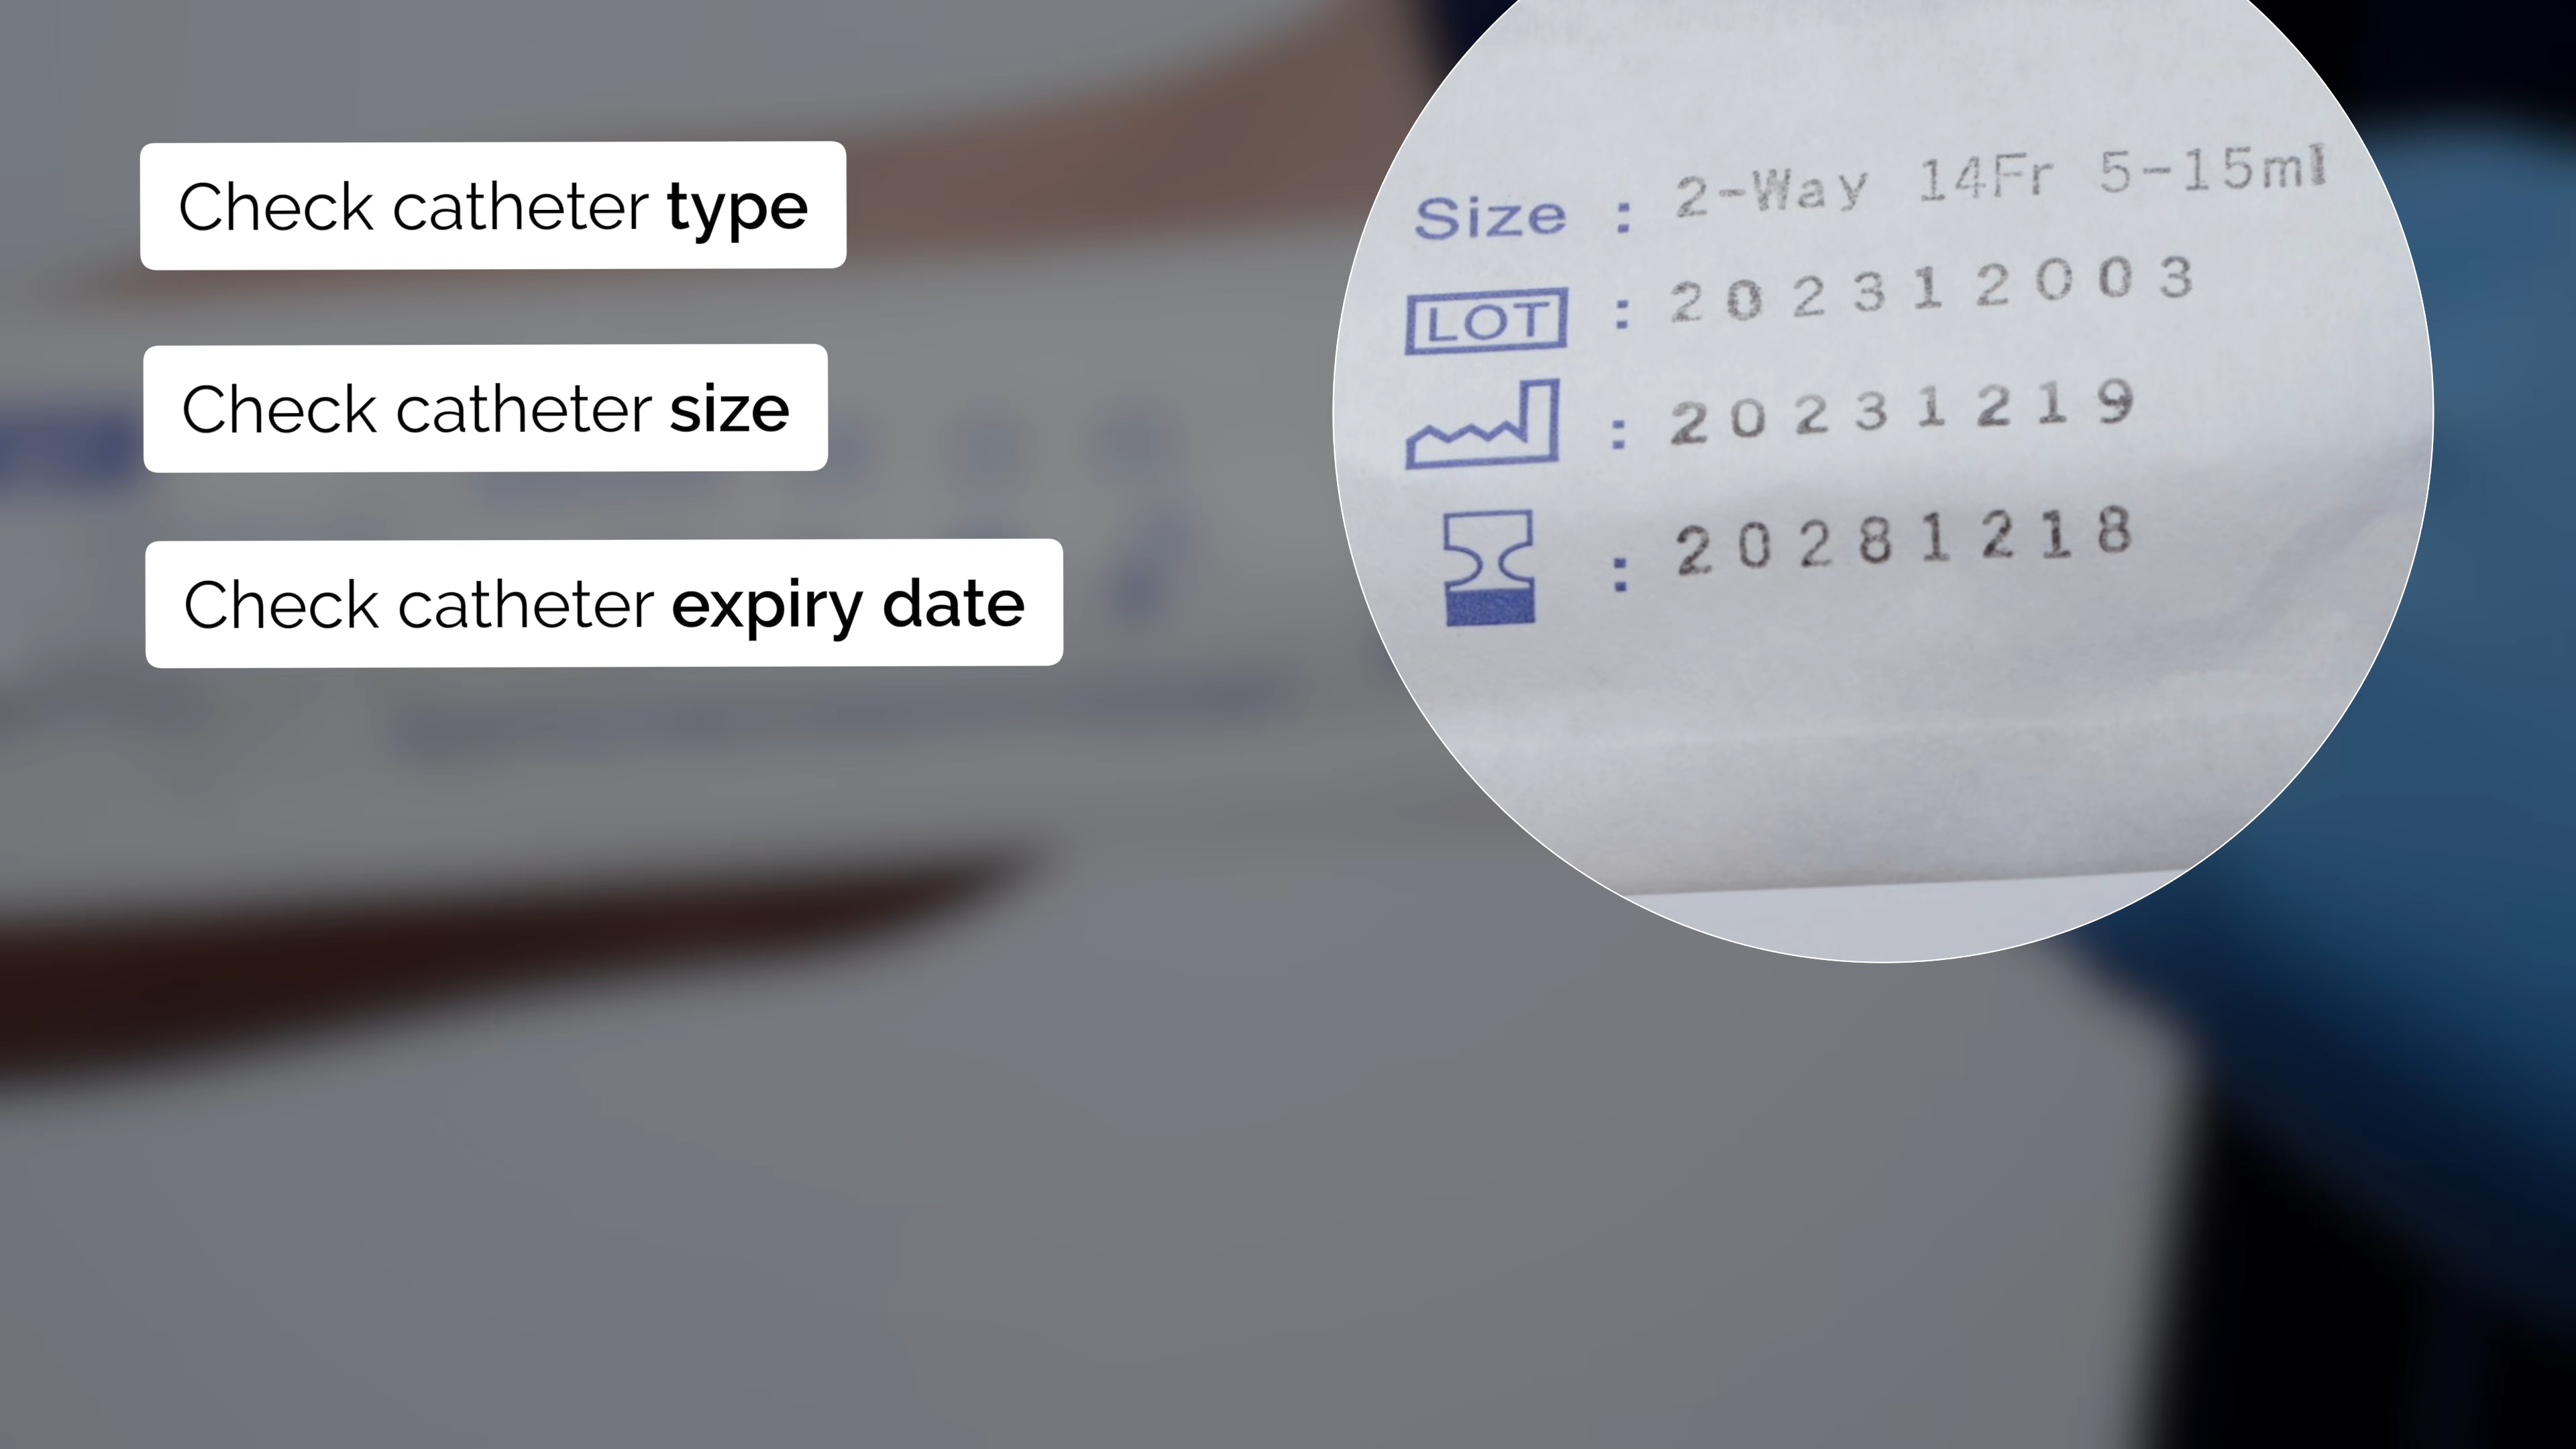 Check catheter type
Check catheter size
Check catheter expiry date
Size : 2-Way 14Fr 5-15ml
LOT : 202312003
: 20231219
: 20281218